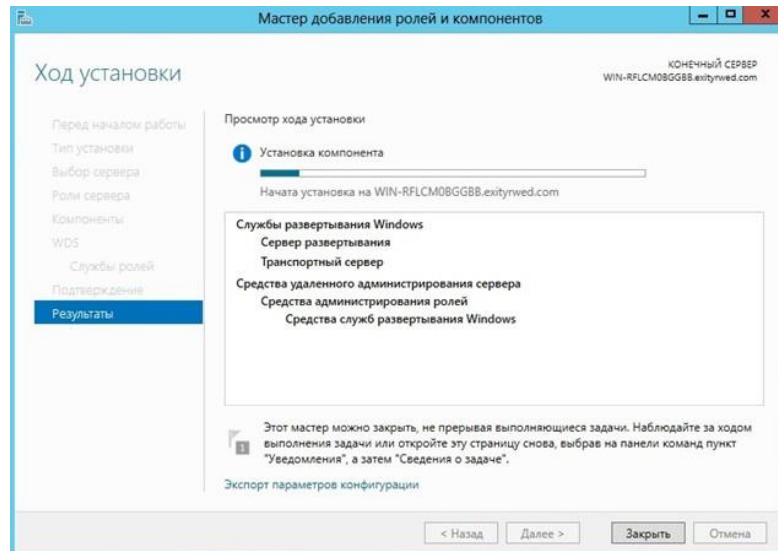 Мастер добавления ролей и компонентов
Ход установки
КОНЕЧНЫЙ СЕРВЕР
WIN-RFLCM0BGGBB.exityrwed.com
Перед началом работы
Тип установки
Выбор сервера
Роли сервера
Компоненты
WDS
Службы ролей
Подтверждение
Результаты
Просмотр хода установки
Установка компонента
Начата установка на WIN-RFLCM0BGGBB.exityrwed.com
Службы развертывания Windows
Сервер развертывания
Транспортный сервер
Средства удаленного администрирования сервера
Средства администрирования ролей
Средства служб развертывания Windows
1
Этот мастер можно закрыть, не прерывая выполняющиеся задачи. Наблюдайте за ходом
выполнения задачи или откройте эту страницу снова, выбрав на панели команд пункт
"Уведомления", а затем "Сведения о задаче".
Экспорт параметров конфигурации
< Назад
Далее >
Закрыть
Отмена